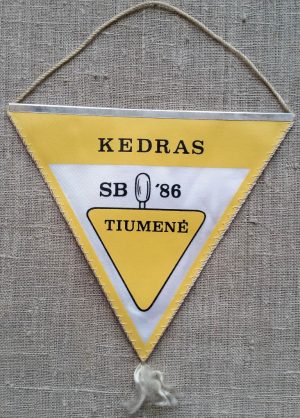 KEDRAS
SB '86
TIUMENĖ